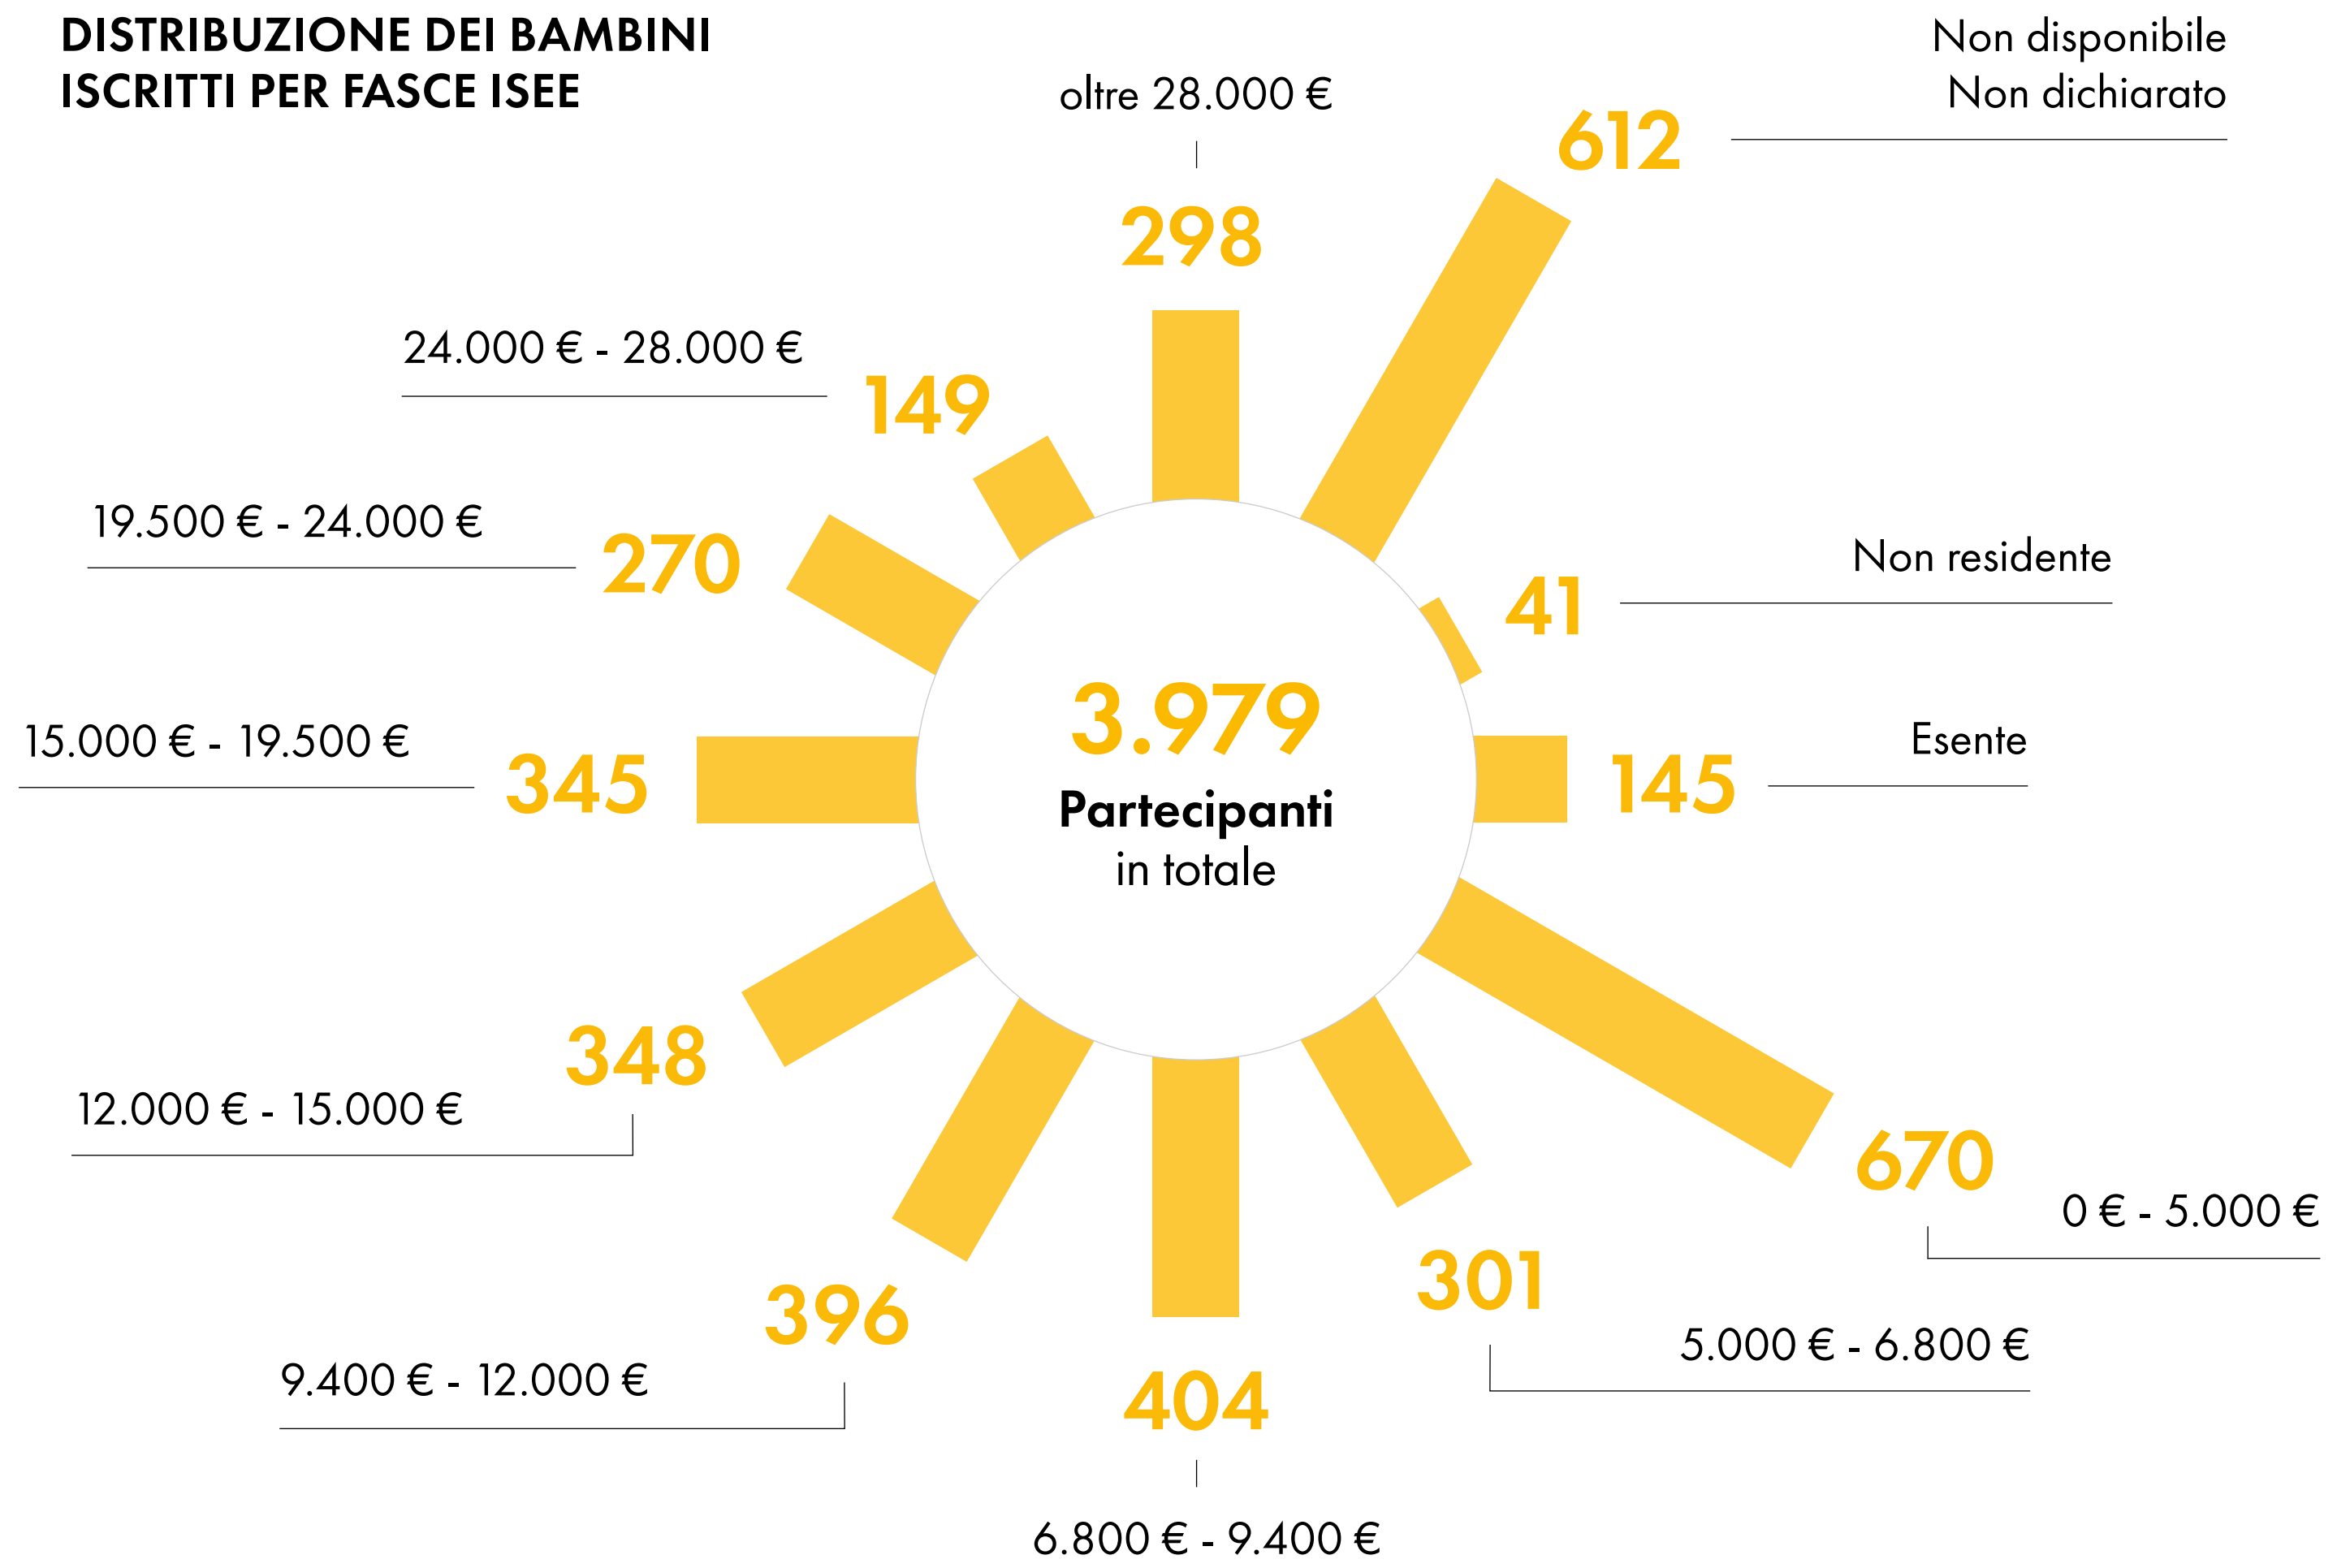 DISTRIBUZIONE DEI BAMBINI
ISCRITTI PER FASCE ISEE
oltre 28.000 €
298
Non disponibile
Non dichiarato
612
24.000 € - 28.000 €
149
19.500 € - 24.000 €
270
Non residente
41
15.000 € - 19.500 €
345
3.979
Partecipanti
in totale
Esente
145
348
12.000 € - 15.000 €
670
0 € - 5.000 €
396
9.400 € - 12.000 €
301
5.000 € - 6.800 €
404
6.800 € - 9.400 €